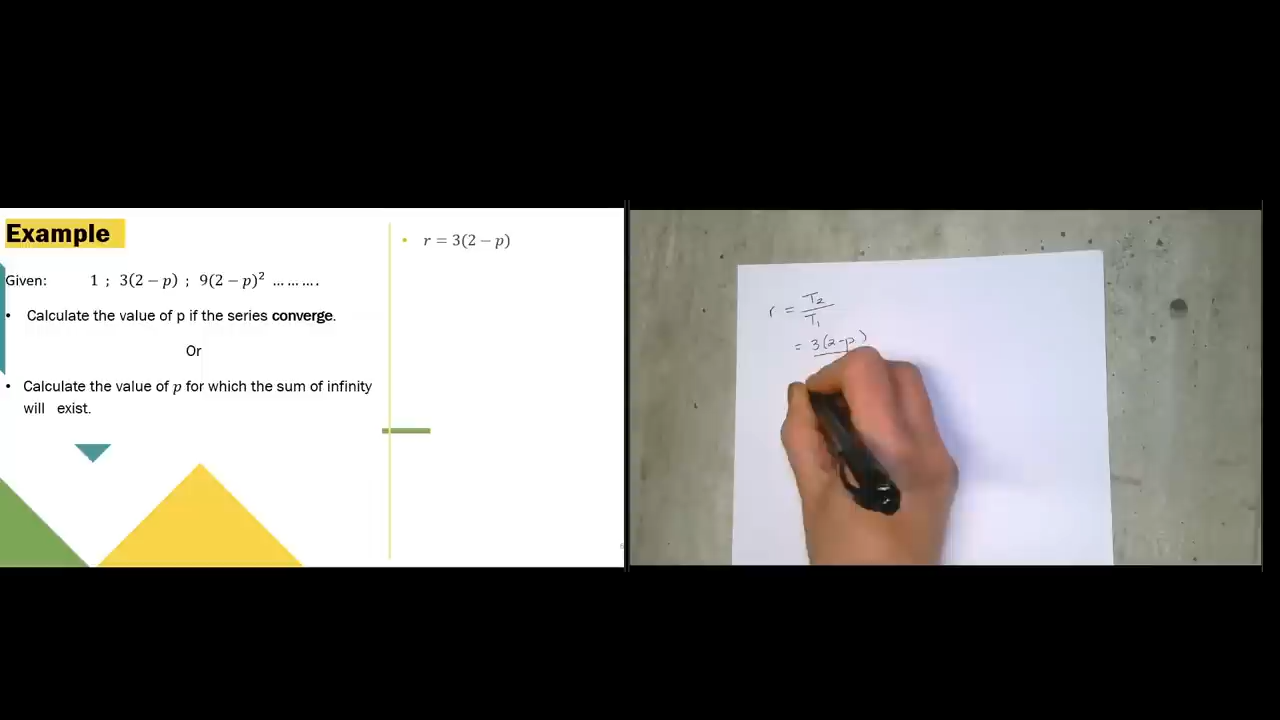 Example
Given: 1 ; 3(2 − p) ; 9(2 − p)² ……….
• Calculate the value of p if the series converge.
Or
• Calculate the value of p for which the sum of infinity
will exist.
• r = 3(2 − p)
r = T₂/T₁
= 3(2-p)